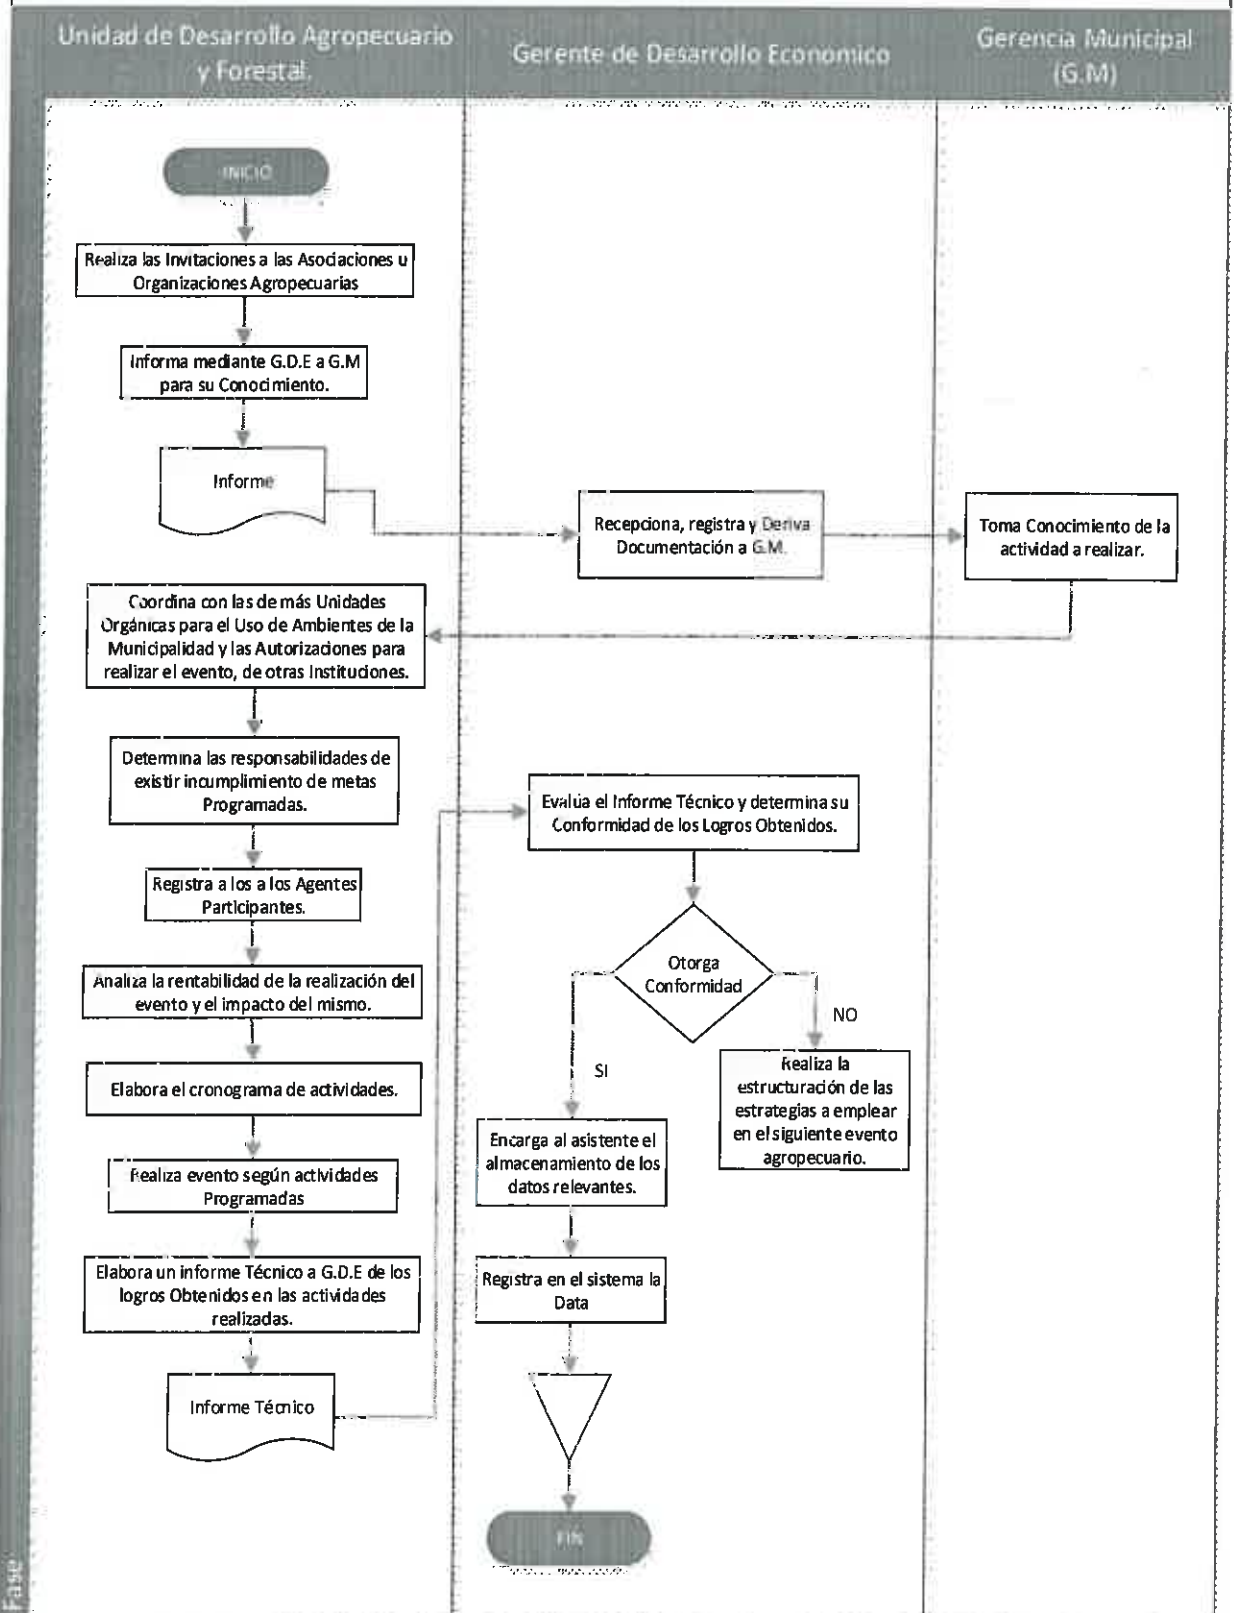 Unidad de Desarrollo Agropecuario
y Forestal.
Gerente de Desarrollo Economico
Gerencia Municipal
(G.M)
INICIO
Realiza las Invitaciones a las Asociaciones u
Organizaciones Agropecuarias
Informa mediante G.D.E a G.M
para su Conocimiento.
Informe
Recepciona, registra y Deriva
Documentación a G.M.
Toma Conocimiento de la
actividad a realizar.
Coordina con las de más Unidades
Orgánicas para el Uso de Ambientes de la
Municipalidad y las Autorizaciones para
realizar el evento, de otras Instituciones.
Determina las responsabilidades de
existir incumplimiento de metas
Programadas.
Registra a los a los Agentes
Participantes.
Analiza la rentabilidad de la realización del
evento y el impacto del mismo.
Elabora el cronograma de actividades.
Realiza evento según actividades
Programadas
Elabora un informe Técnico a G.D.E de los
logros Obtenidos en las actividades
realizadas.
Informe Técnico
Evalúa el Informe Técnico y determina su
Conformidad de los Logros Obtenidos.
Otorga
Conformidad
NO
SI
Realiza la
estructuración de las
estrategias a emplear
en el siguiente evento
agropecuario.
Encarga al asistente el
almacenamiento de los
datos relevantes.
Registra en el sistema la
Data
FIN
Fase